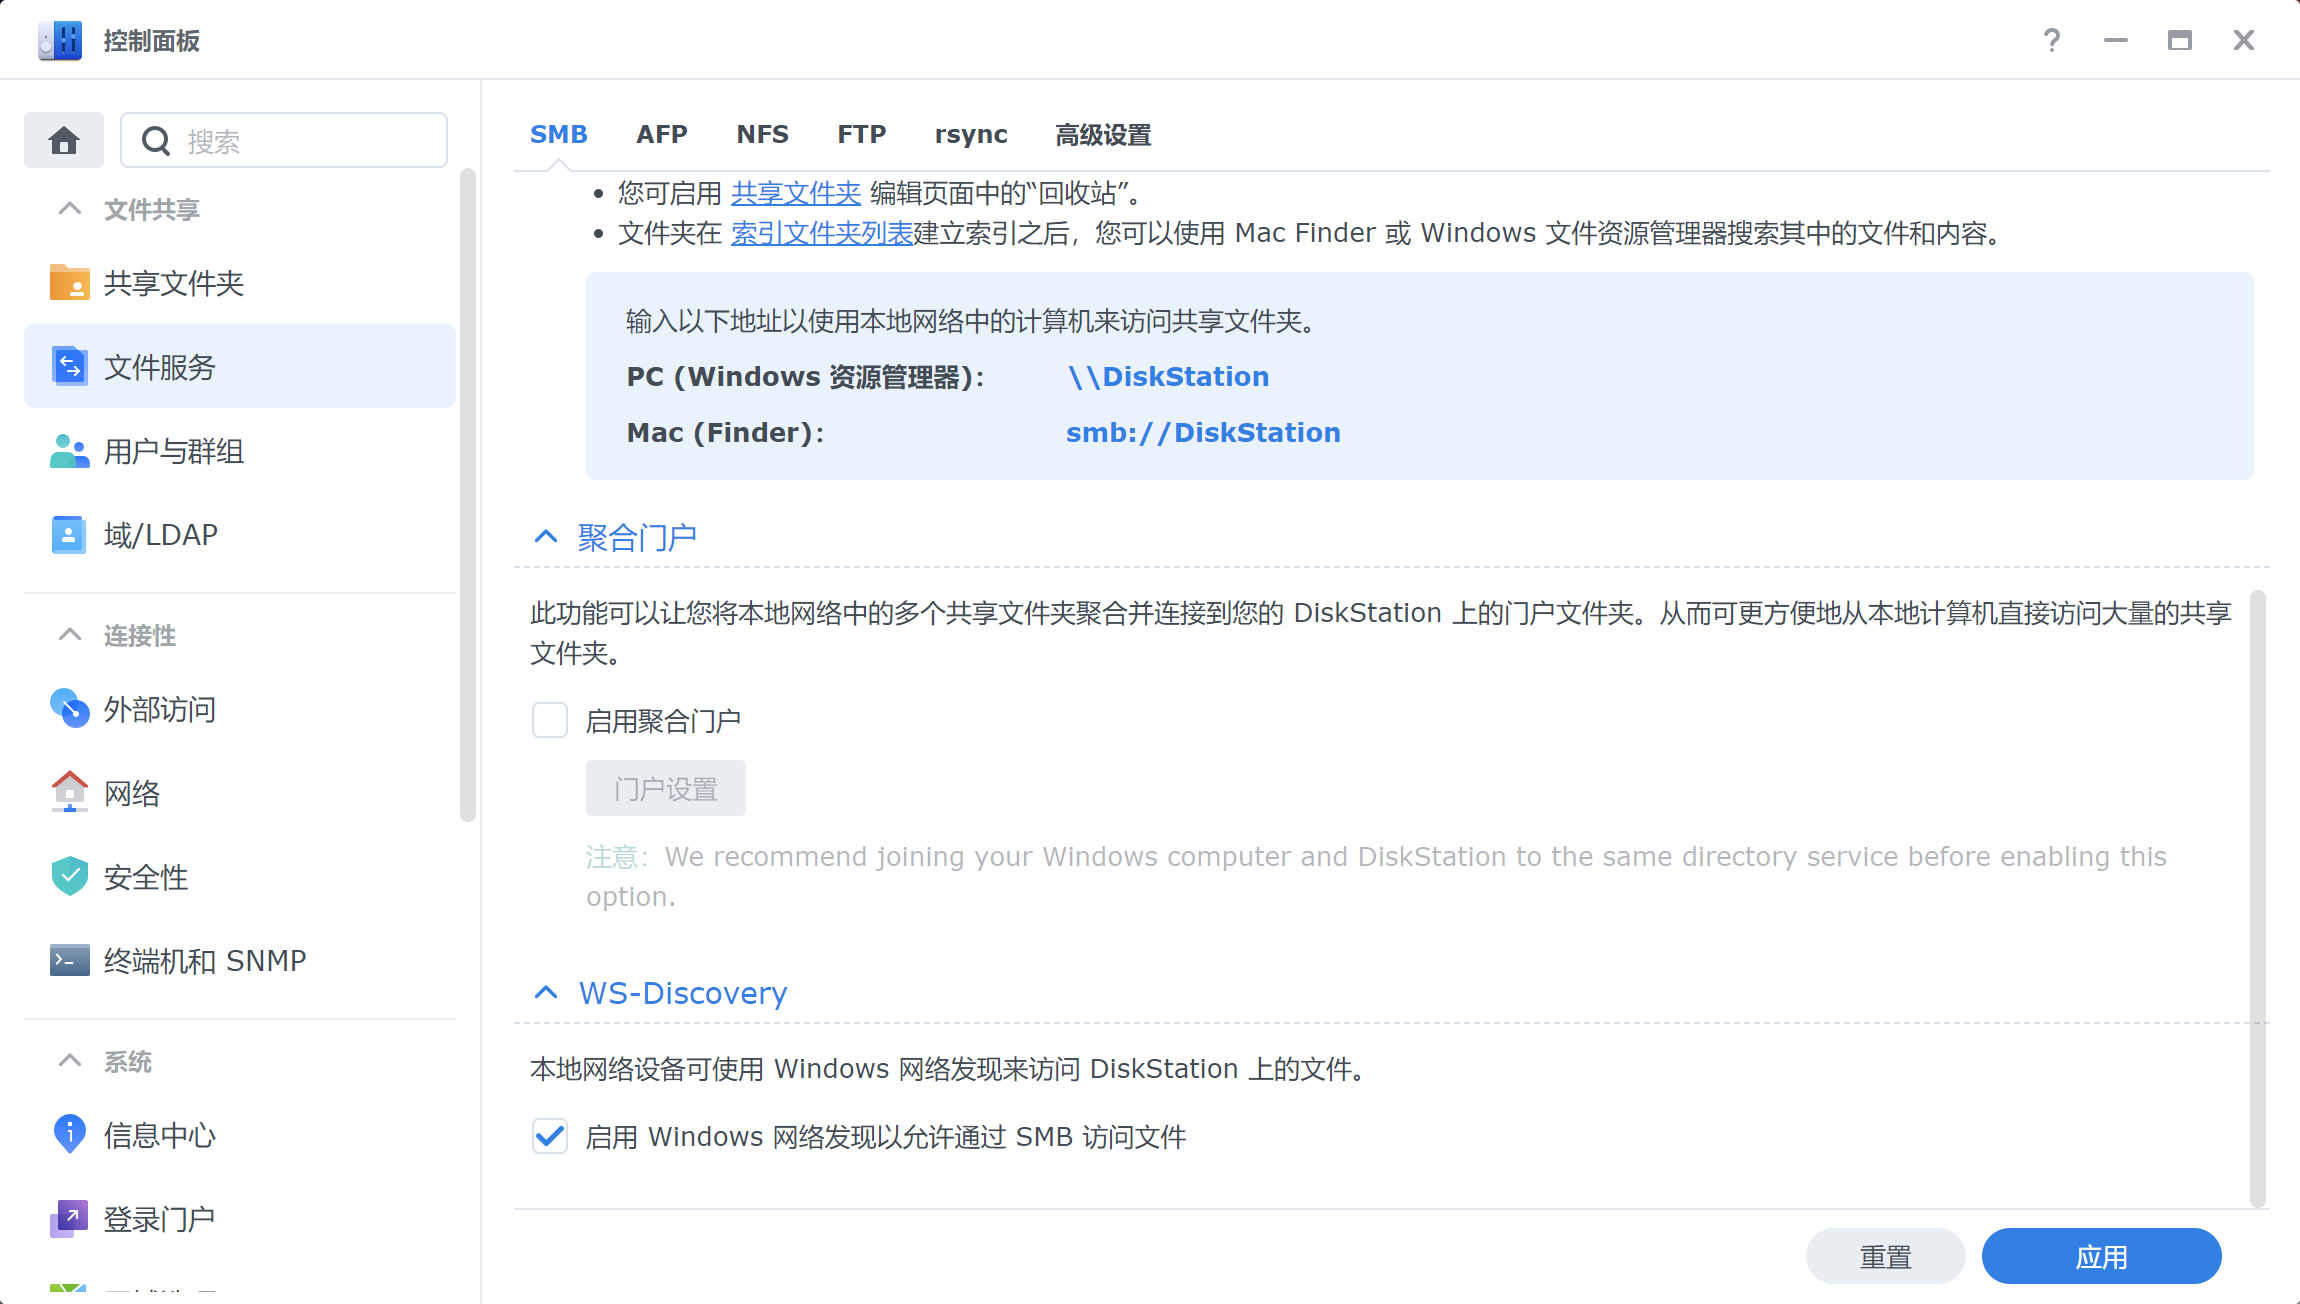 控制面板
搜索
文件共享
共享文件夹
文件服务
用户与群组
域/LDAP
连接性
外部访问
网络
安全性
终端机和 SNMP
系统
信息中心
登录门户
SMB AFP NFS FTP rsync 高级设置
• 您可启用 共享文件夹 编辑页面中的“回收站”。
• 文件夹在 索引文件夹列表建立索引之后，您可以使用 Mac Finder 或 Windows 文件资源管理器搜索其中的文件和内容。
输入以下地址以使用本地网络中的计算机来访问共享文件夹。
PC (Windows 资源管理器)： \\DiskStation
Mac (Finder)： smb://DiskStation
聚合门户
此功能可以让您将本地网络中的多个共享文件夹聚合并连接到您的 DiskStation 上的门户文件夹。从而可更方便地从本地计算机直接访问大量的共享
文件夹。
启用聚合门户
门户设置
注意：We recommend joining your Windows computer and DiskStation to the same directory service before enabling this
option.
WS-Discovery
本地网络设备可使用 Windows 网络发现来访问 DiskStation 上的文件。
启用 Windows 网络发现以允许通过 SMB 访问文件
重置 应用